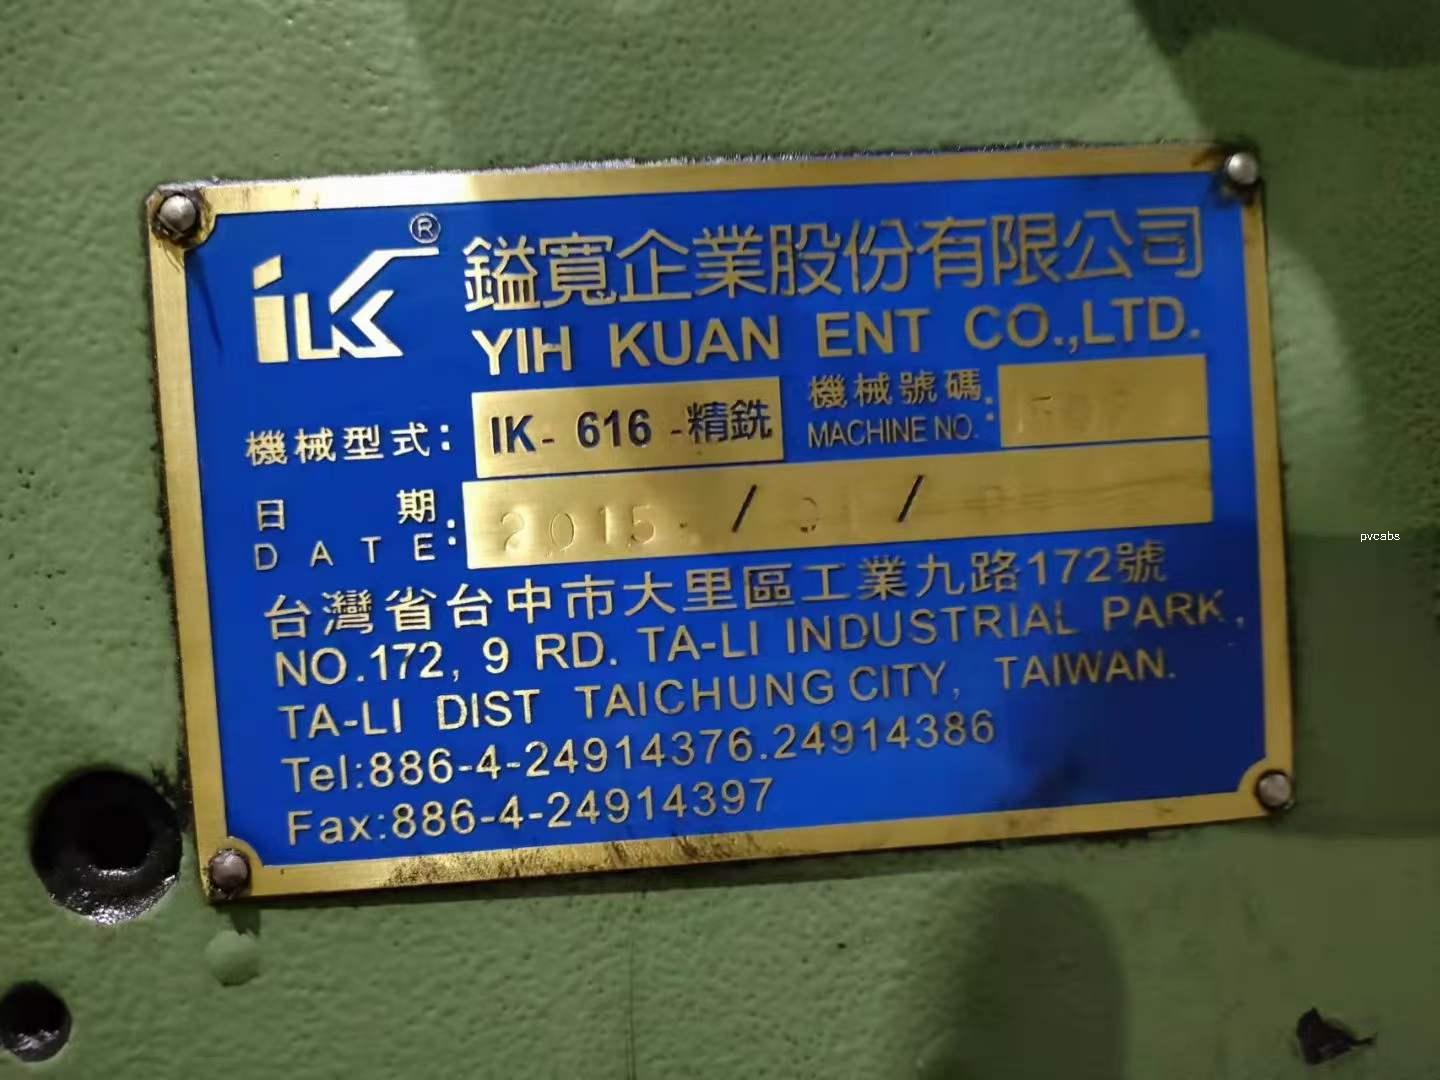 iK ® 鎰寬企業股份有限公司
YIH KUAN ENT CO.,LTD.
機械型式: IK- 616 -精銑 機械號碼:
MACHINE NO.
日期
DATE: 2015 / 01 /
台灣省台中市大里區工業九路172號
NO.172, 9 RD. TA-LI INDUSTRIAL PARK,
TA-LI DIST TAICHUNG CITY, TAIWAN.
Tel:886-4-24914376.24914386
Fax:886-4-24914397
pvcabs